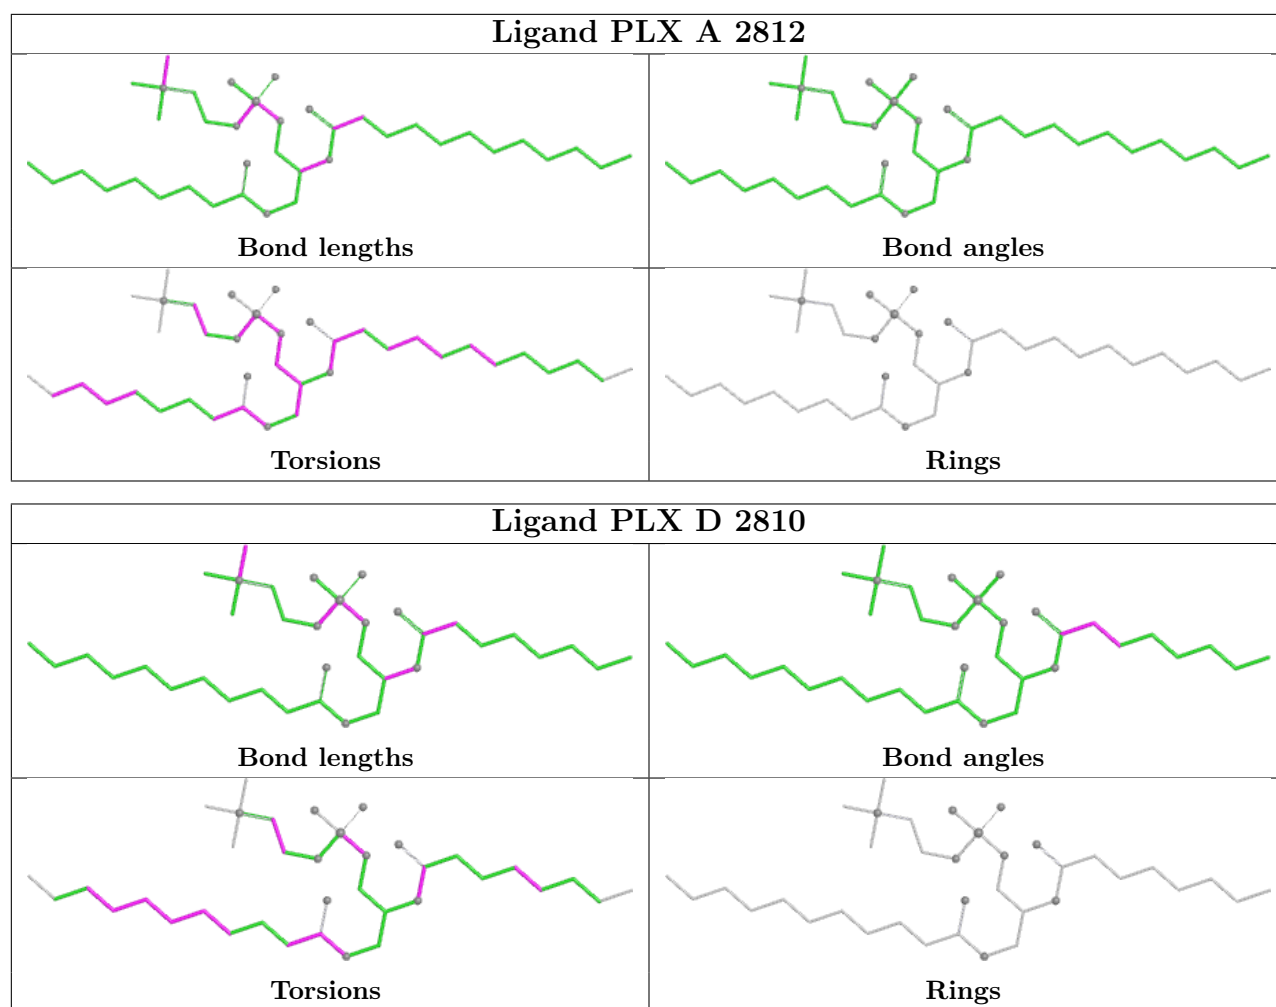 Ligand PLX A 2812
Bond lengths
Bond angles
Torsions
Rings
Ligand PLX D 2810
Bond lengths
Bond angles
Torsions
Rings